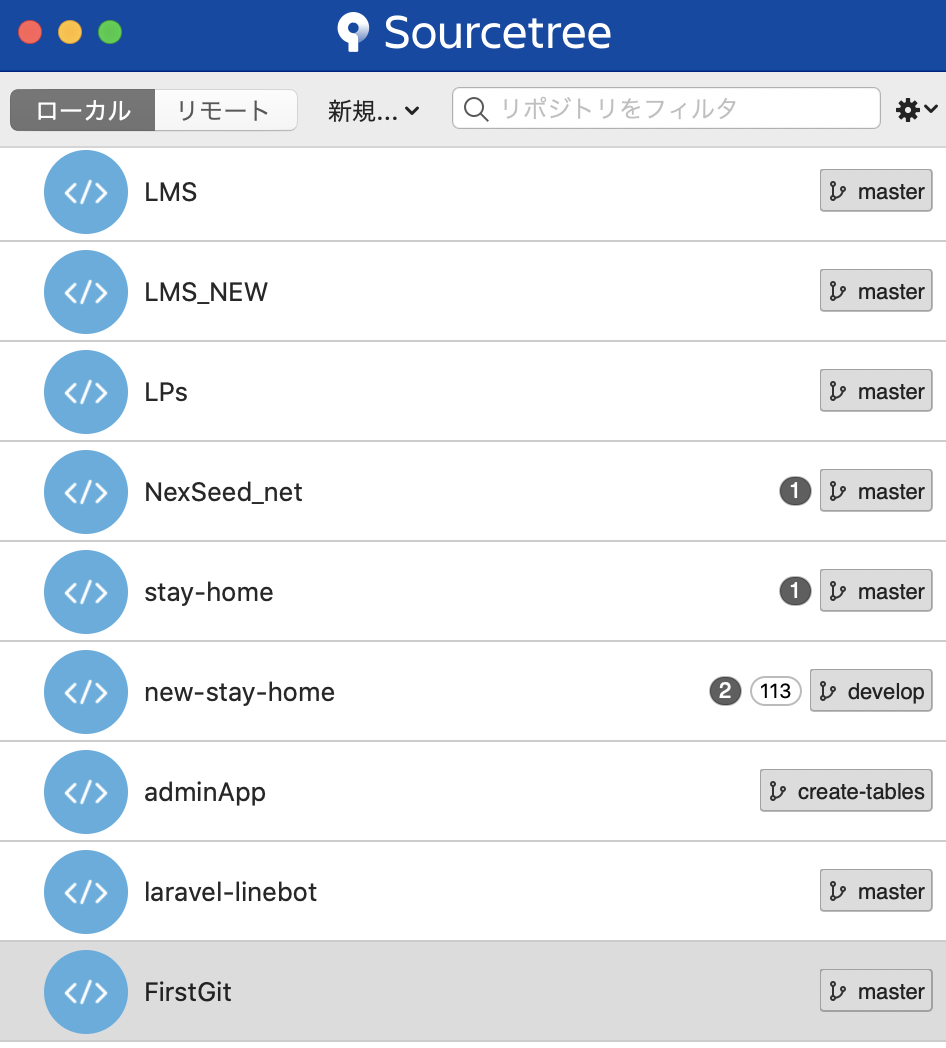 Sourcetree
ローカル リモート 新規... リポジトリをフィルタ
</> LMS master
</> LMS_NEW master
</> LPs master
</> NexSeed_net 1 master
</> stay-home 1 master
</> new-stay-home 2 113 develop
</> adminApp create-tables
</> laravel-linebot master
</> FirstGit master